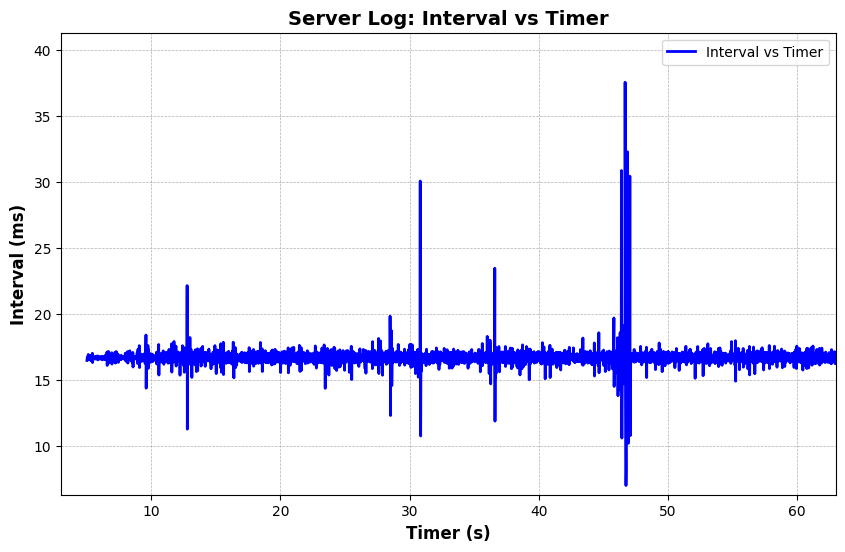 Server Log: Interval vs Timer
Interval vs Timer
Interval (ms)
40
35
30
25
20
15
10
10 20 30 40 50 60
Timer (s)